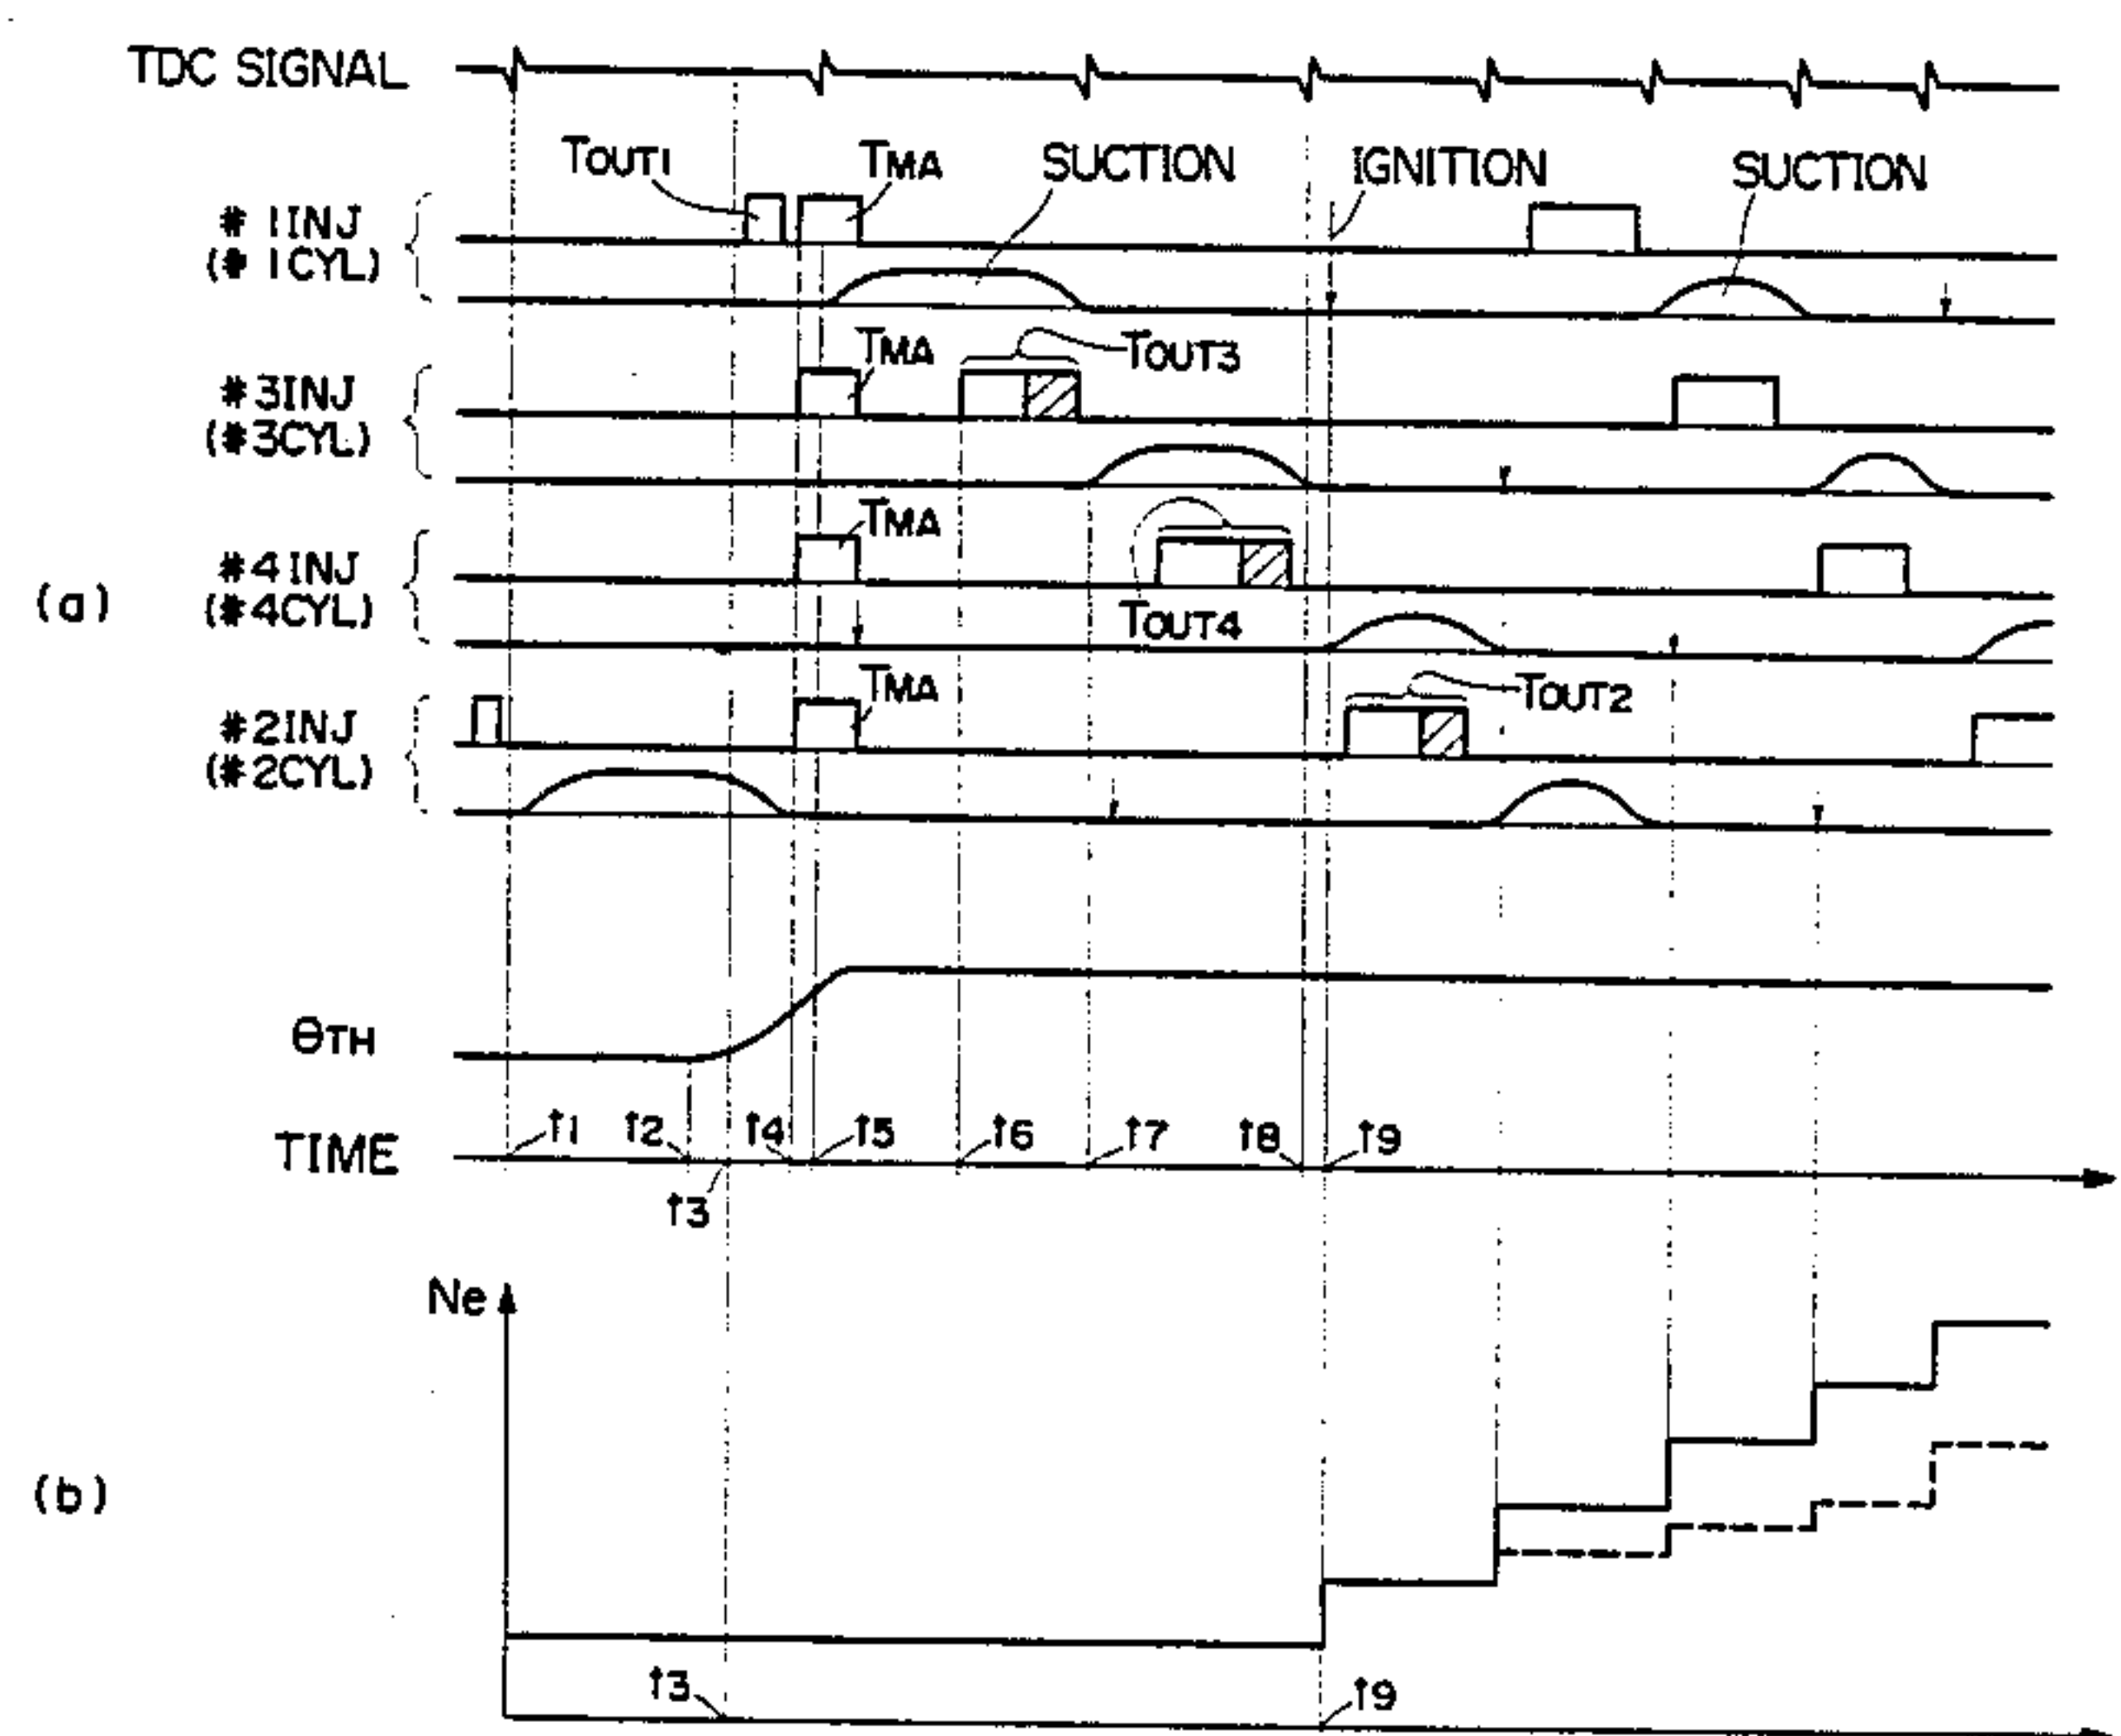 TDC SIGNAL
TOUT1 TMA SUCTION IGNITION SUCTION
#1INJ
(#1CYL)
TMA TOUT3
#3INJ
(#3CYL)
TMA
#4INJ
(#4CYL)
TOUT4
(a)
TMA TOUT2
#2INJ
(#2CYL)
θTH
t1 t2 t4 t5 t6 t7 t8 t9
TIME
t3
Ne
(b)
t3 t9